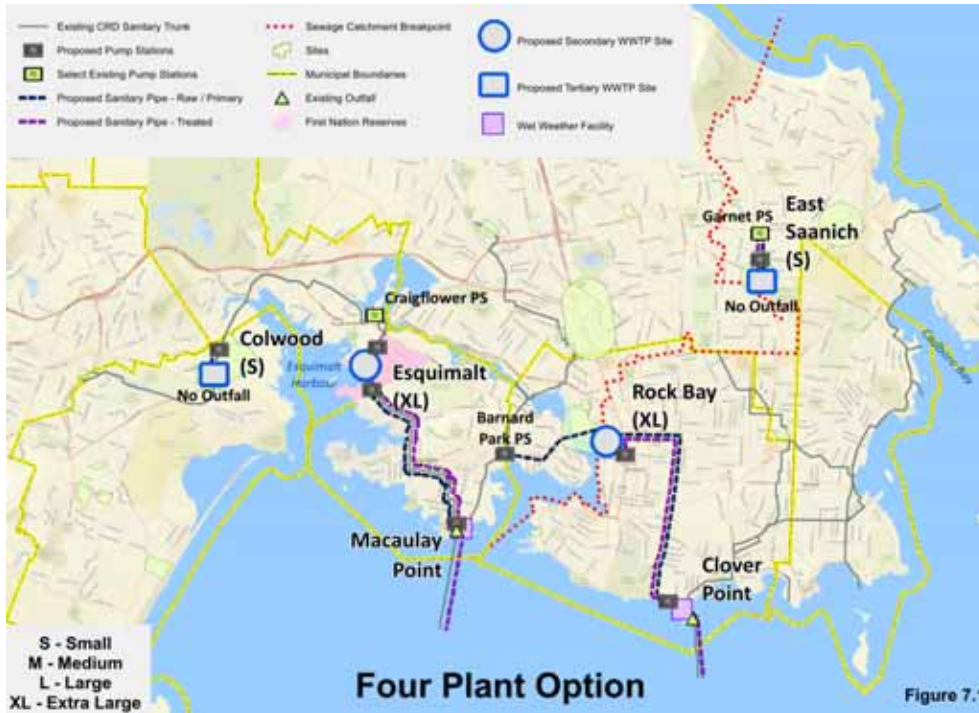 Existing CRD Sanitary Trunk
Proposed Pump Stations
Select Existing Pump Stations
Proposed Sanitary Pipe - Raw / Primary
Proposed Sanitary Pipe - Treated
Sewage Catchment Breakpoint
Sites
Municipal Boundaries
Existing Outfall
First Nation Reserves
Proposed Secondary WWTP Site
Proposed Tertiary WWTP Site
Wet Weather Facility
Garnet PS
East
Saanich
(S)
No Outfall
Craigflower PS
Colwood
(S)
No Outfall
Esquimalt
Harbour
Esquimalt
(XL)
Barnard
Park PS
Rock Bay
(XL)
Macaulay
Point
Clover
Point
S - Small
M - Medium
L - Large
XL - Extra Large
Four Plant Option
Figure 7.